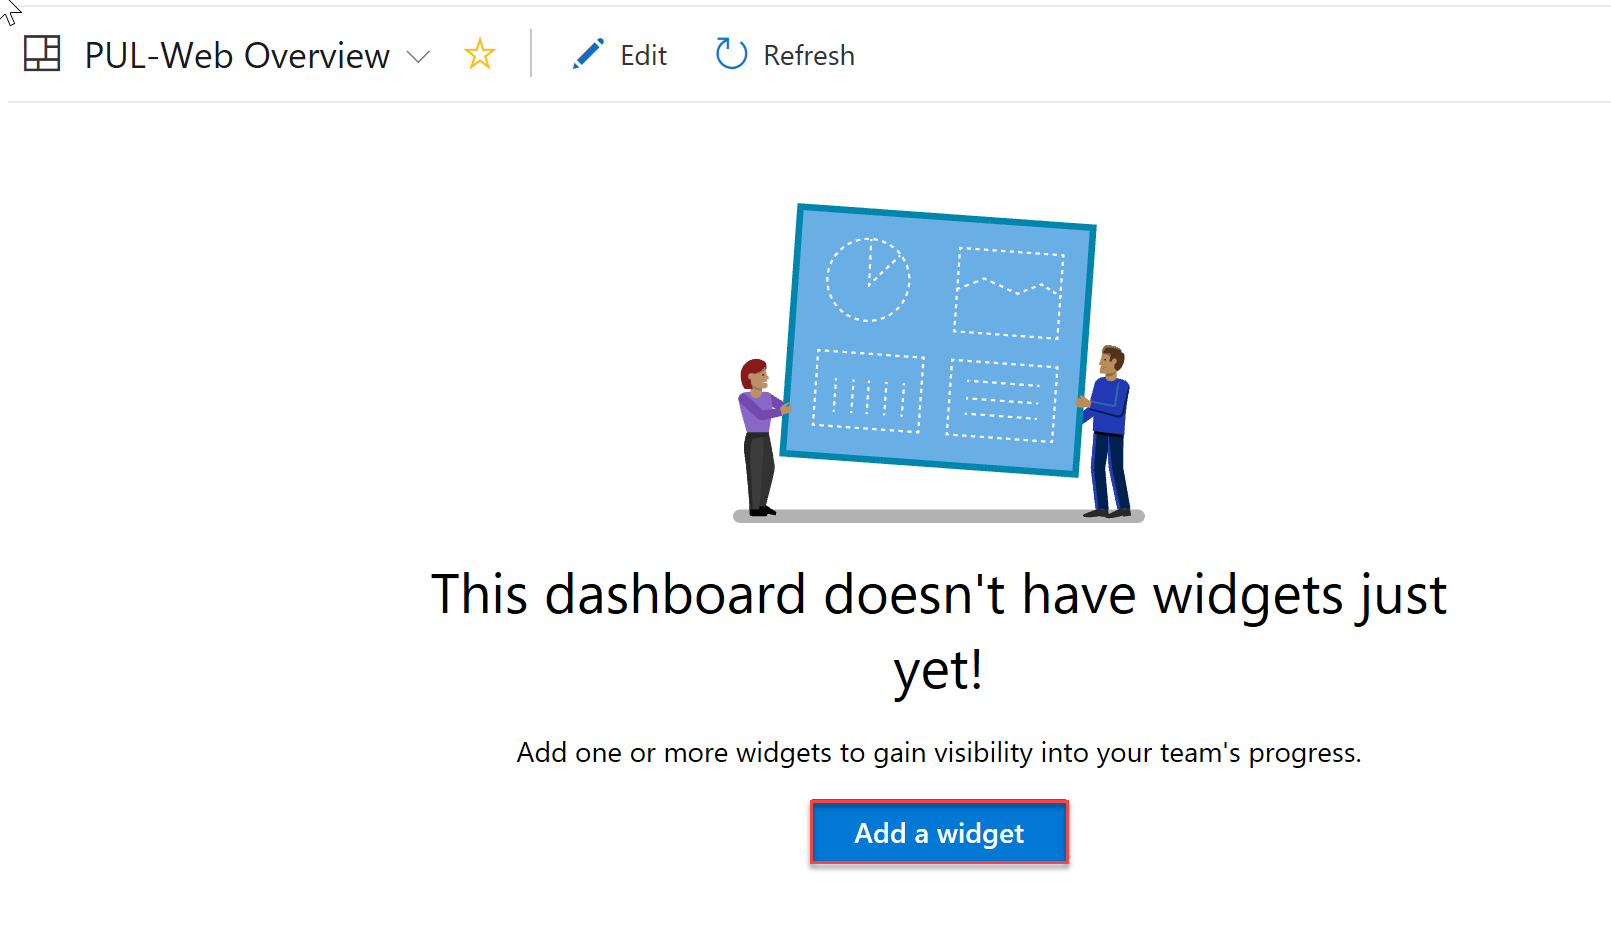 PUL-Web Overview
Edit
Refresh
This dashboard doesn't have widgets just
yet!
Add one or more widgets to gain visibility into your team's progress.
Add a widget